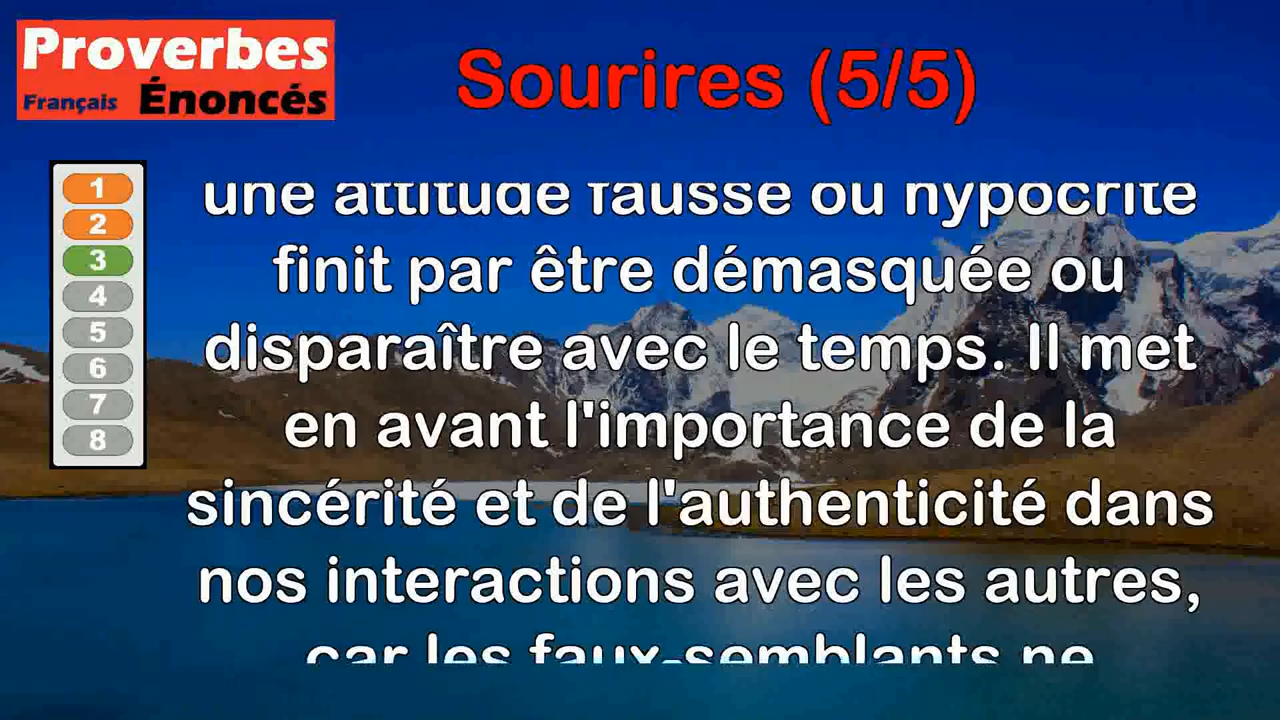 Proverbes
Français Énoncés
Sourires (5/5)
1
2
3
4
5
6
7
8
une attitude fausse ou hypocrite
finit par être démasquée ou
disparaître avec le temps. Il met
en avant l'importance de la
sincérité et de l'authenticité dans
nos interactions avec les autres,
car les faux-semblants ne